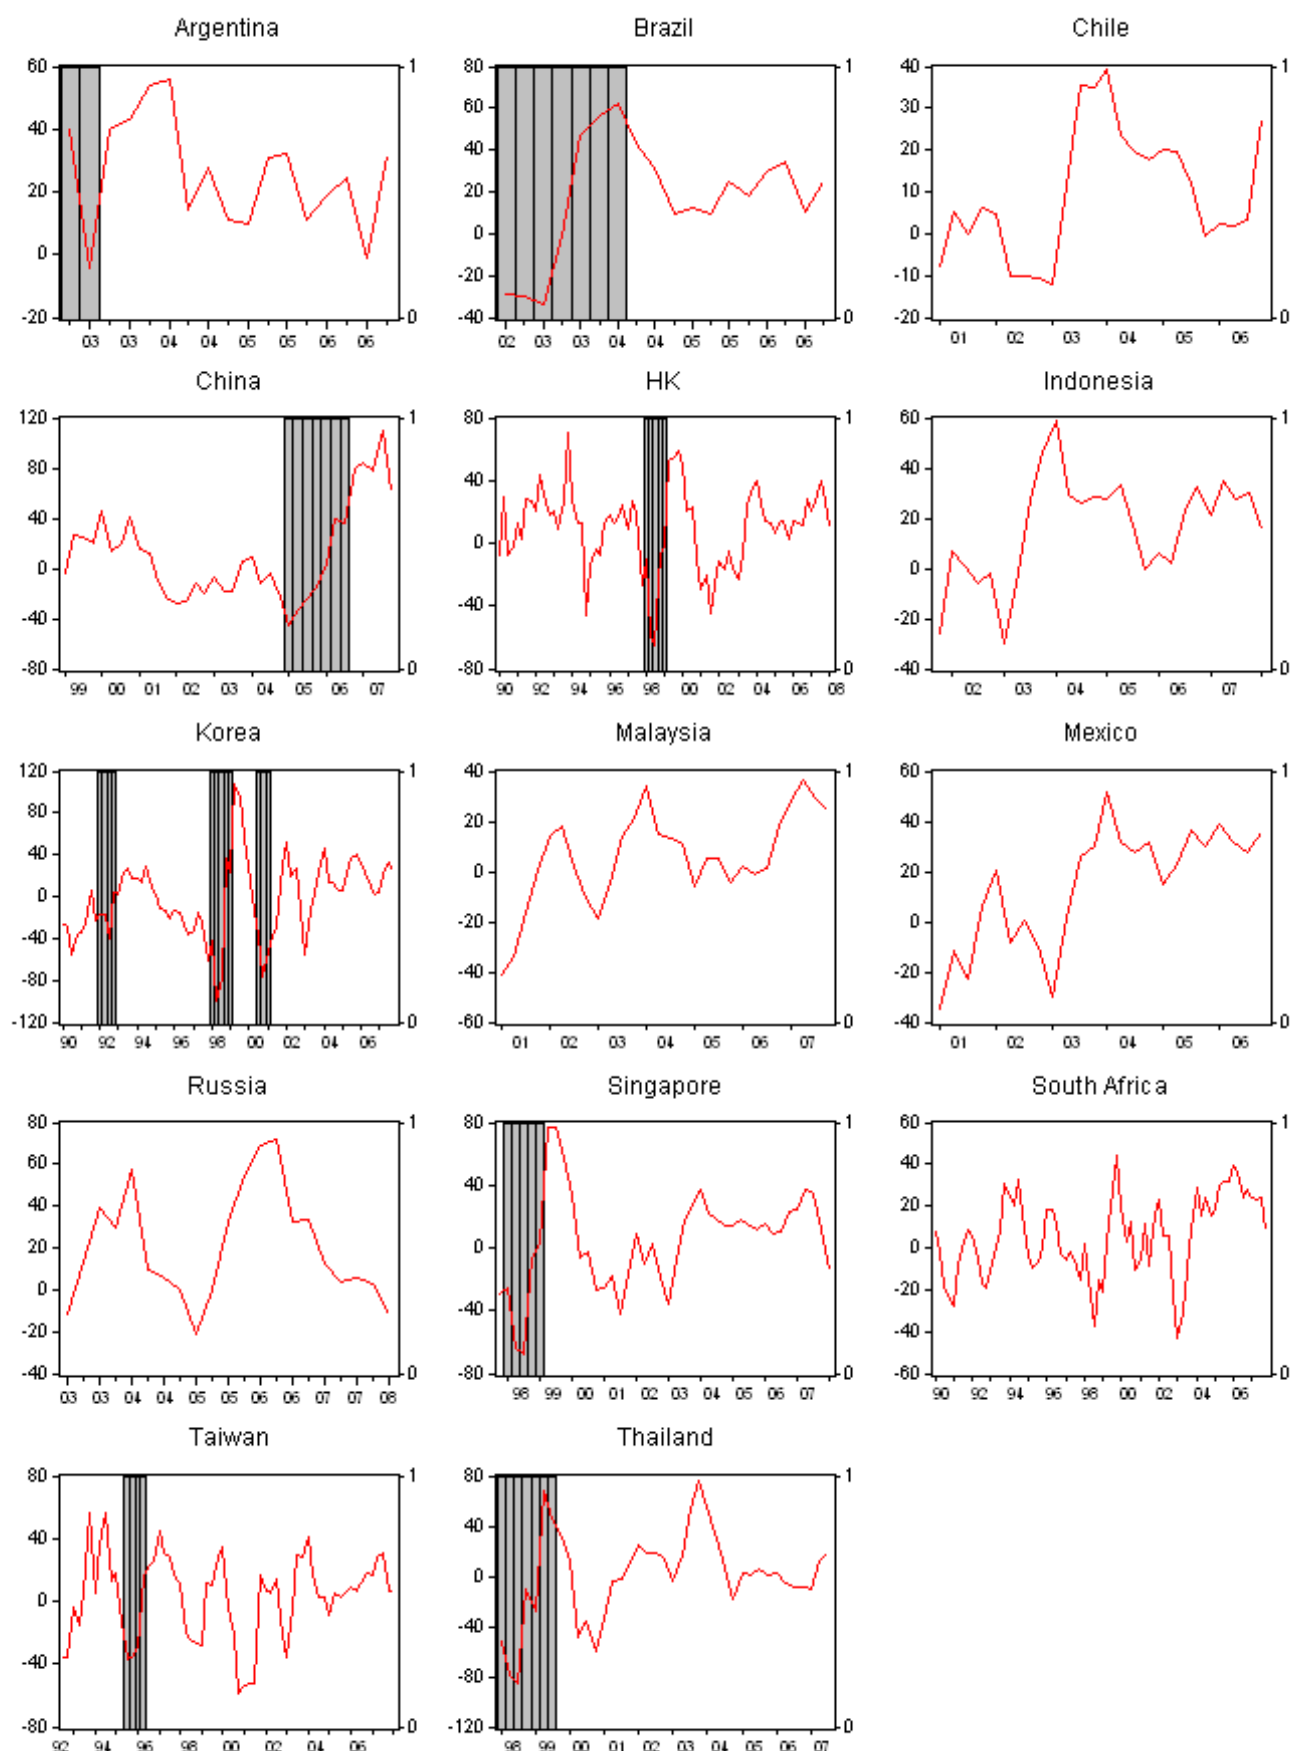 Argentina Brazil Chile
60 1 80 1 40 1
40 60 30
20 40 20
0 20 10
-20 0 0 0
-20 -10
-40 0 -20 0
03 03 04 04 05 05 06 06 02 03 03 04 04 05 05 06 06 01 02 03 04 05 06
China HK Indonesia
120 1 80 1 60 1
80 40 40
40 0 20
0 -40 0
-40 -80 0 -20
-80 0 -40 0
99 00 01 02 03 04 05 06 07 90 92 94 96 98 00 02 04 06 08 02 03 04 05 06 07
Korea Malaysia Mexico
120 1 40 1 60 1
80 20 40
40 0 20
0 -20 0
-40 -40 -20
-80 -60 0 -40 0
-120 0
90 92 94 96 98 00 02 04 06 01 02 03 04 05 06 07 01 02 03 04 05 06
Russia Singapore South Africa
80 1 80 1 60 1
60 40 40
40 0 20
20 -40 0
0 -80 0 -20
-20 -40
-40 0 -60 0
03 03 04 04 05 05 06 06 07 07 08 98 99 00 01 02 03 04 05 06 07 90 92 94 96 98 00 02 04 06
Taiwan Thailand
80 1 80 1
40 40
0 0
-40 -40
-80 0 -80
-120 0
92 94 96 98 00 02 04 06 98 99 00 01 02 03 04 05 06 07